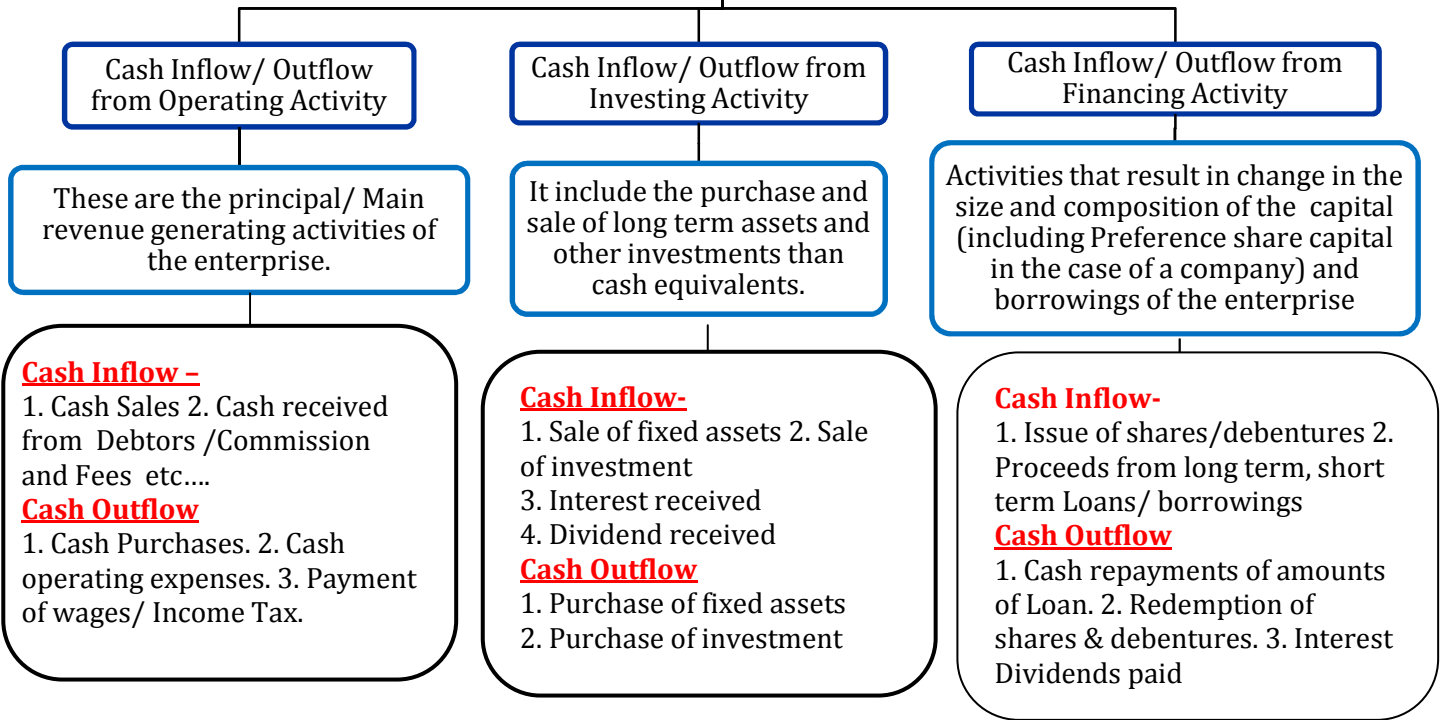 Cash Inflow/ Outflow
from Operating Activity
These are the principal/ Main
revenue generating activities of
the enterprise.
Cash Inflow –
1. Cash Sales 2. Cash received
from Debtors /Commission
and Fees etc….
Cash Outflow
1. Cash Purchases. 2. Cash
operating expenses. 3. Payment
of wages/ Income Tax.
Cash Inflow/ Outflow from
Investing Activity
It include the purchase and
sale of long term assets and
other investments than
cash equivalents.
Cash Inflow-
1. Sale of fixed assets 2. Sale
of investment
3. Interest received
4. Dividend received
Cash Outflow
1. Purchase of fixed assets
2. Purchase of investment
Cash Inflow/ Outflow from
Financing Activity
Activities that result in change in the
size and composition of the capital
(including Preference share capital
in the case of a company) and
borrowings of the enterprise
Cash Inflow-
1. Issue of shares/debentures 2.
Proceeds from long term, short
term Loans/ borrowings
Cash Outflow
1. Cash repayments of amounts
of Loan. 2. Redemption of
shares & debentures. 3. Interest
Dividends paid